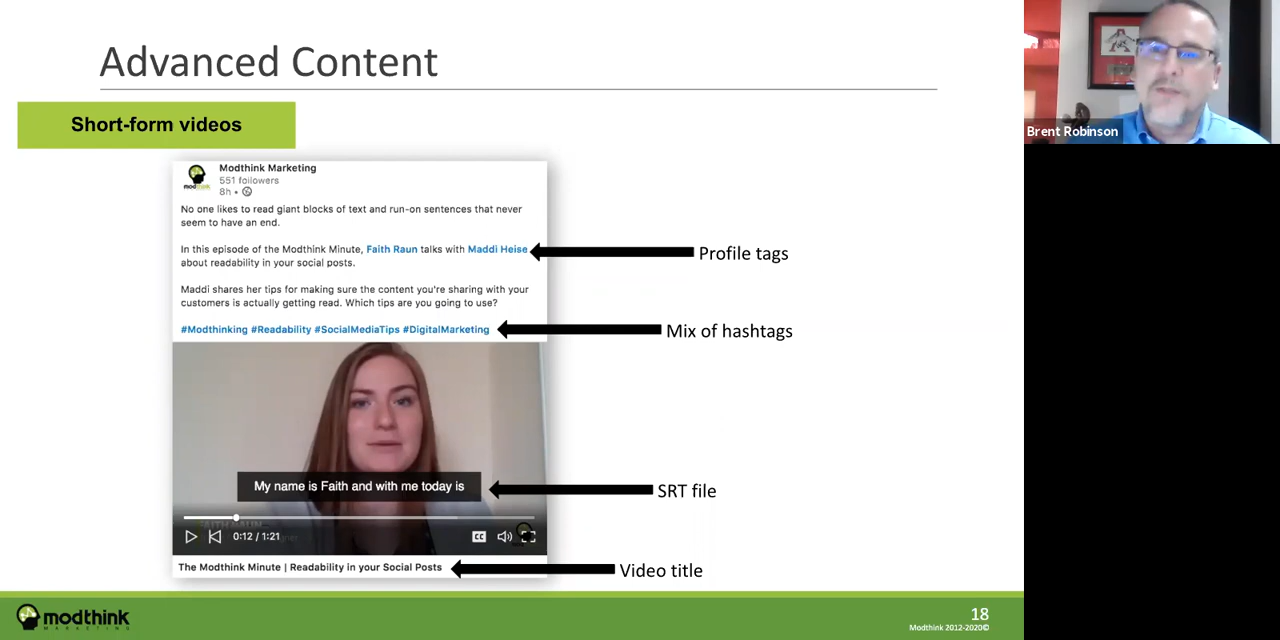 Advanced Content
Short-form videos
Modthink Marketing
551 followers
8h •
No one likes to read giant blocks of text and run-on sentences that never
seem to have an end.
In this episode of the Modthink Minute, Faith Raun talks with Maddi Heise
about readability in your social posts.
Maddi shares her tips for making sure the content you're sharing with your
customers is actually getting read. Which tips are you going to use?
#Modthinking #Readability #SocialMediaTips #DigitalMarketing
Profile tags
Mix of hashtags
My name is Faith and with me today is
SRT file
FAITH RAUN
0:12 / 1:21
CC
The Modthink Minute | Readability in your Social Posts
Video title
modthink
MARKETING
18
Modthink 2012-2020©
Brent Robinson